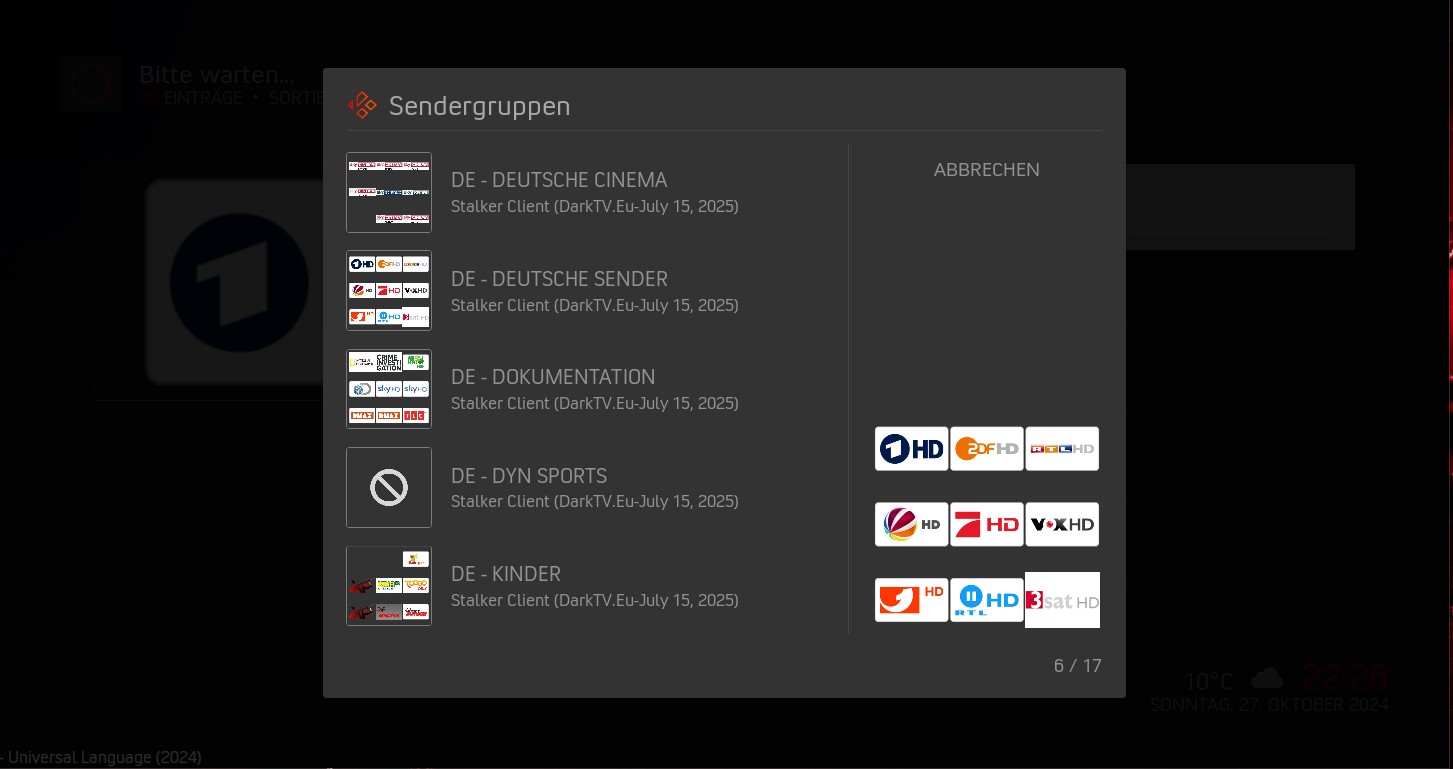 Bitte warten...
42 EINTRÄGE • SORTIE
Sendergruppen
DE - DEUTSCHE CINEMA
Stalker Client (DarkTV.Eu-July 15, 2025)
DE - DEUTSCHE SENDER
Stalker Client (DarkTV.Eu-July 15, 2025)
DE - DOKUMENTATION
Stalker Client (DarkTV.Eu-July 15, 2025)
DE - DYN SPORTS
Stalker Client (DarkTV.Eu-July 15, 2025)
DE - KINDER
Stalker Client (DarkTV.Eu-July 15, 2025)
ABBRECHEN
1 HD 2DF HD RTL HD
HD 7 HD VOX HD
HD RTL II HD 3sat HD
6 / 17
10°C 22:26
SONNTAG, 27. OKTOBER 2024
- Universal Language (2024)